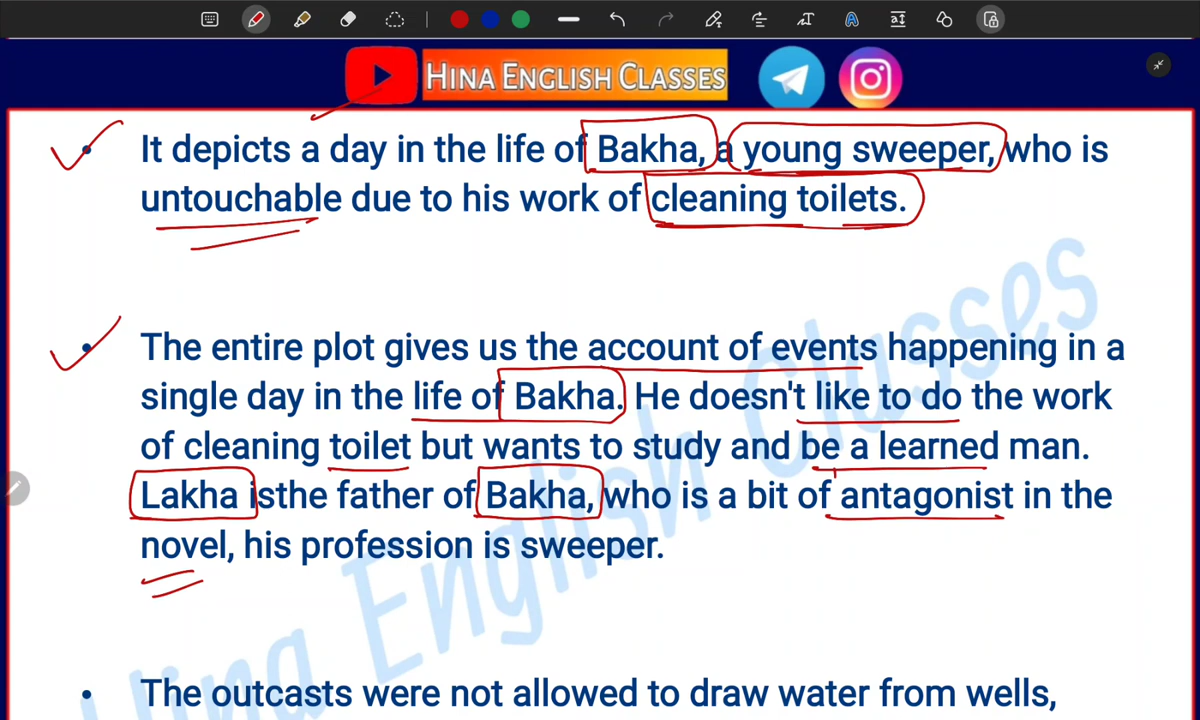 HINA ENGLISH CLASSES
It depicts a day in the life of Bakha, a young sweeper, who is
untouchable due to his work of cleaning toilets.
The entire plot gives us the account of events happening in a
single day in the life of Bakha. He doesn't like to do the work
of cleaning toilet but wants to study and be a learned man.
Lakha isthe father of Bakha, who is a bit of antagonist in the
novel, his profession is sweeper.
The outcasts were not allowed to draw water from wells,
Hina English Classes